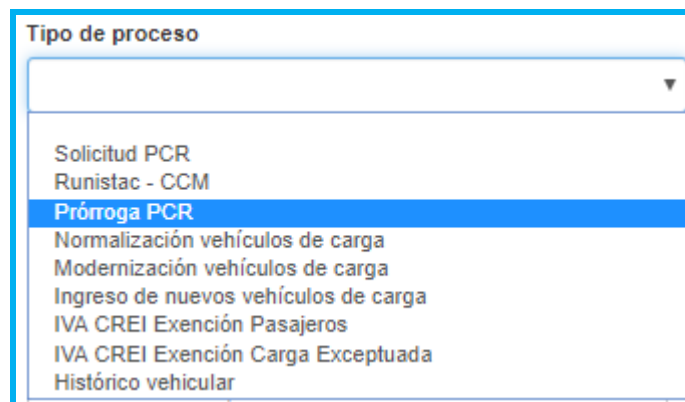 Tipo de proceso
Solicitud PCR
Runistac - CCM
Prórroga PCR
Normalización vehículos de carga
Modernización vehículos de carga
Ingreso de nuevos vehículos de carga
IVA CREI Exención Pasajeros
IVA CREI Exención Carga Exceptuada
Histórico vehicular